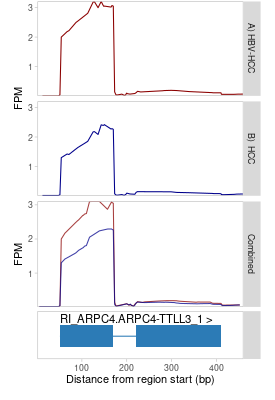 3
2
1
A) HBV-HCC
FPM
3
2
1
B) HCC
3
2
1
Combined
FPM
RI_ARPC4.ARPC4-TTLL3_1 >
100 200 300 400
Distance from region start (bp)